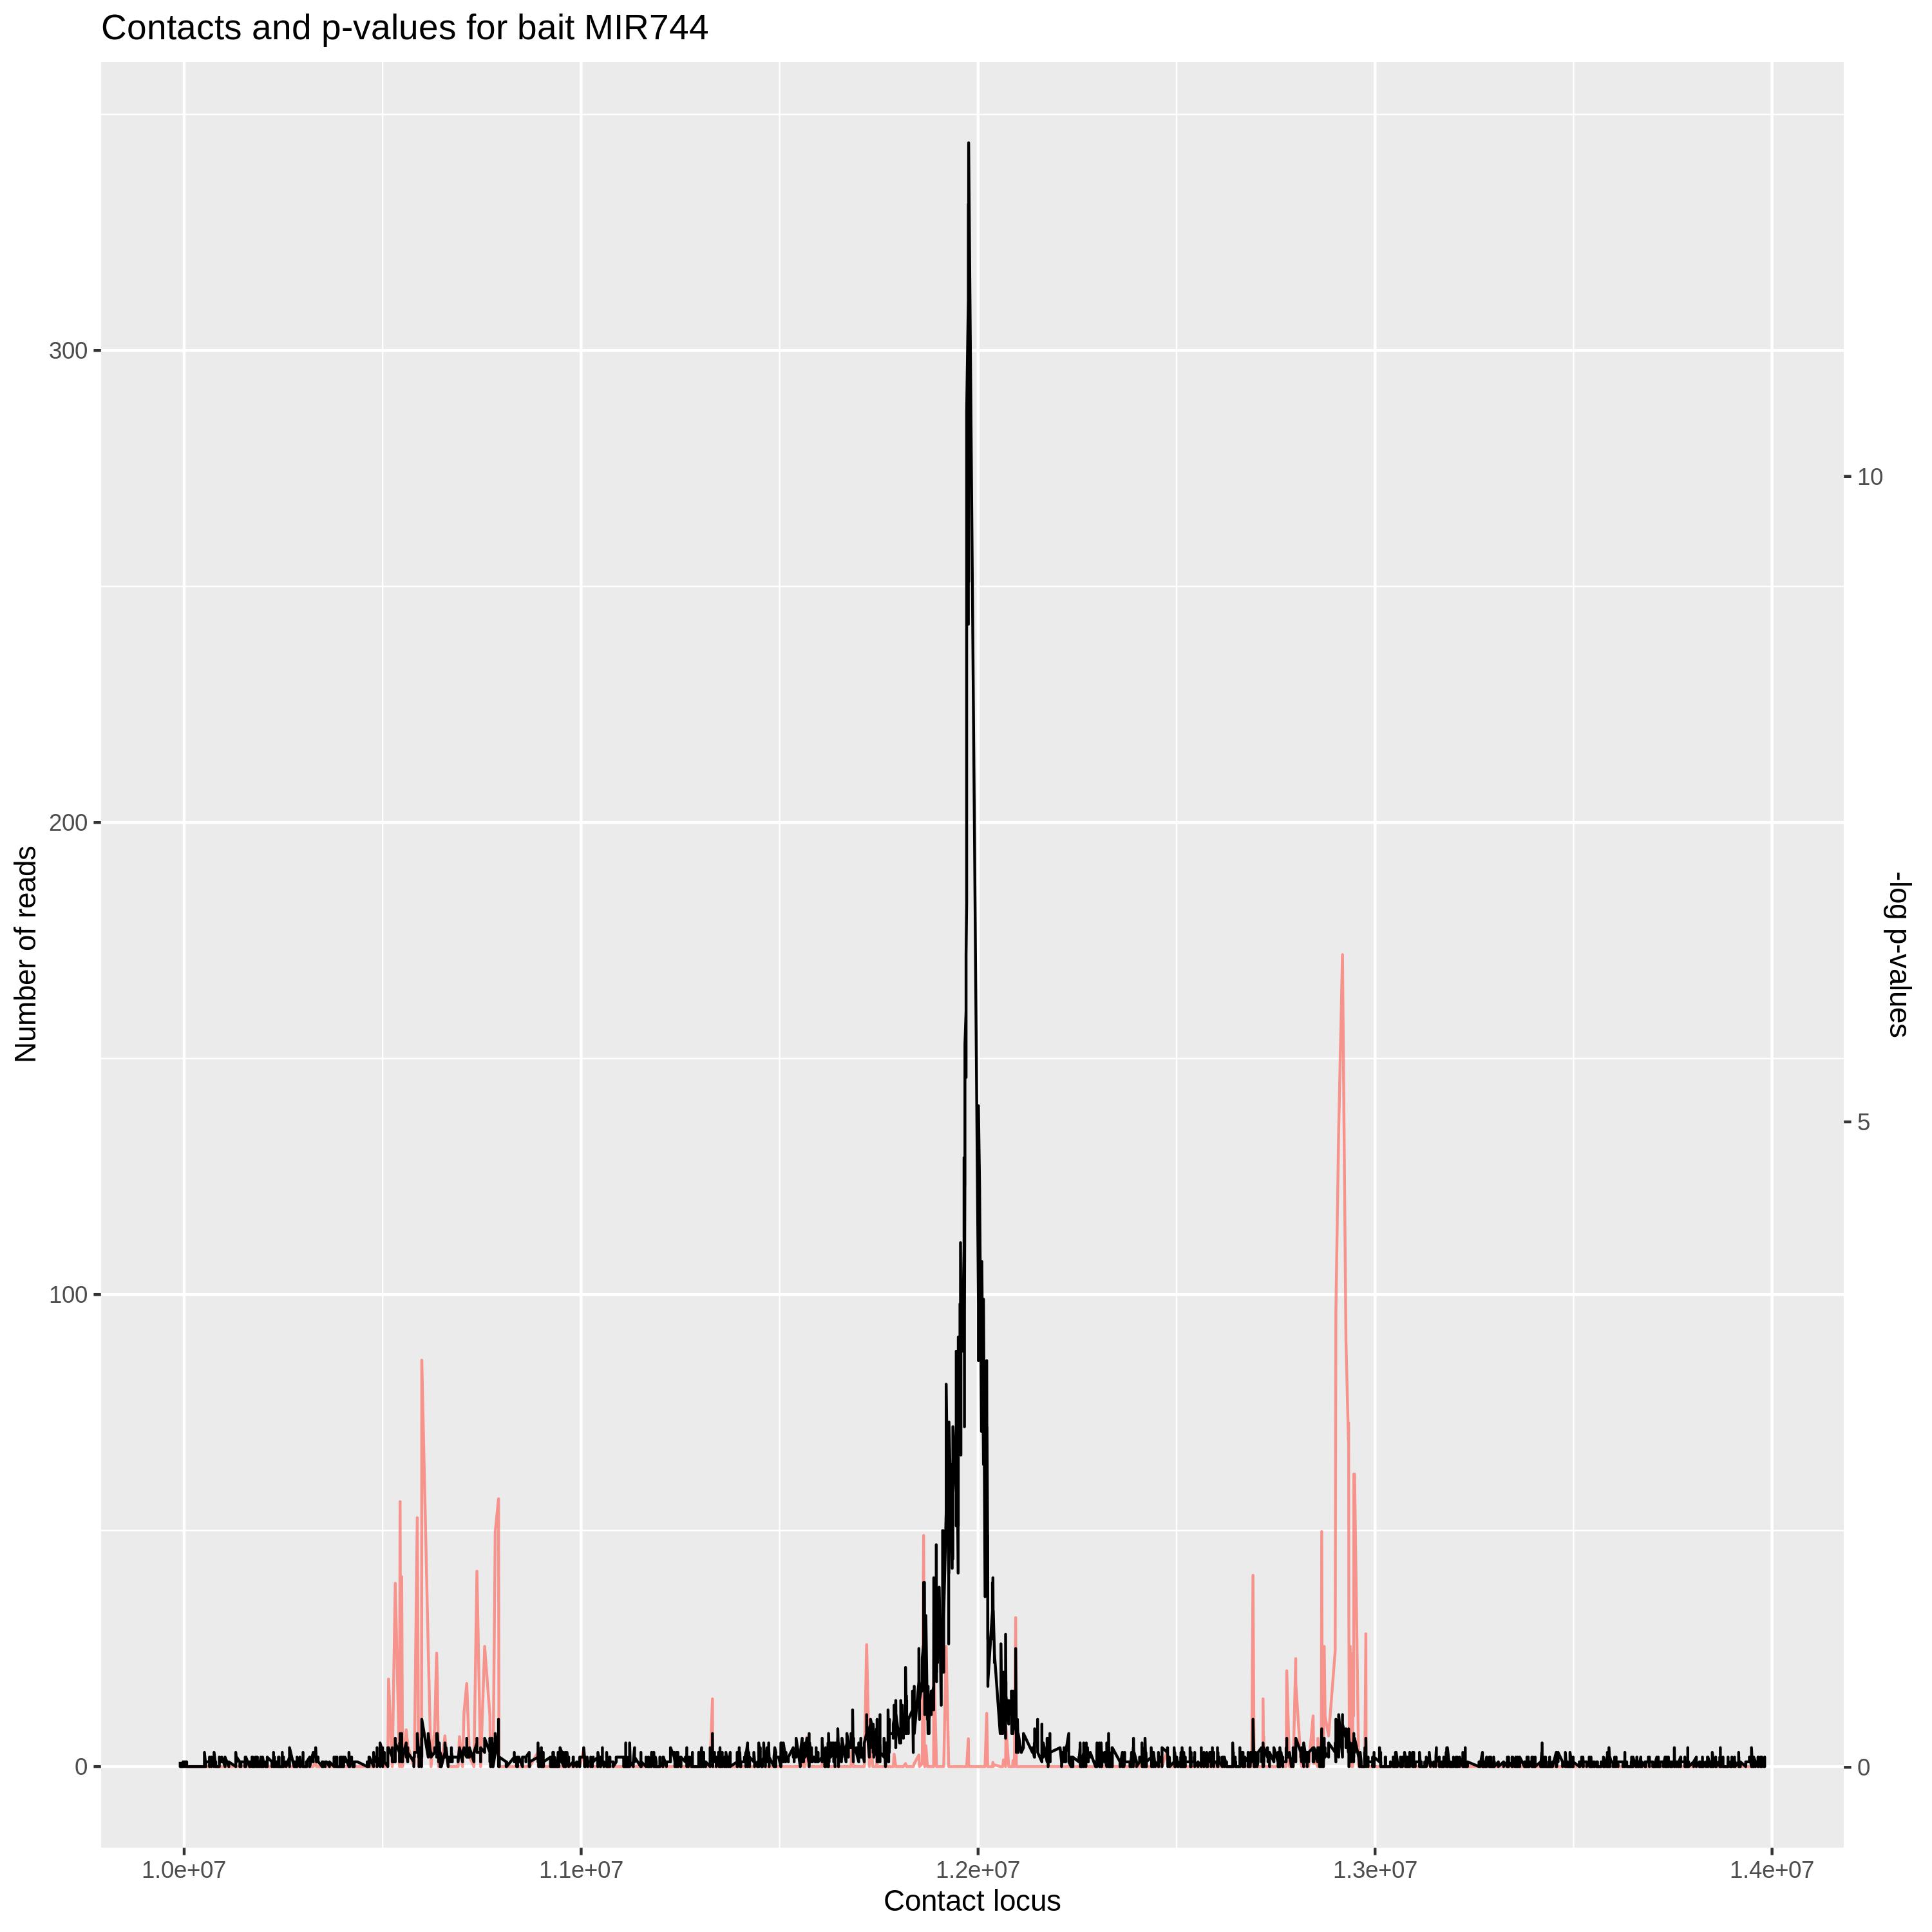 Contacts and p-values for bait MIR744
Number of reads
300
200
100
0
10
5
0
-log p-values
1.0e+07
1.1e+07
1.2e+07
1.3e+07
1.4e+07
Contact locus